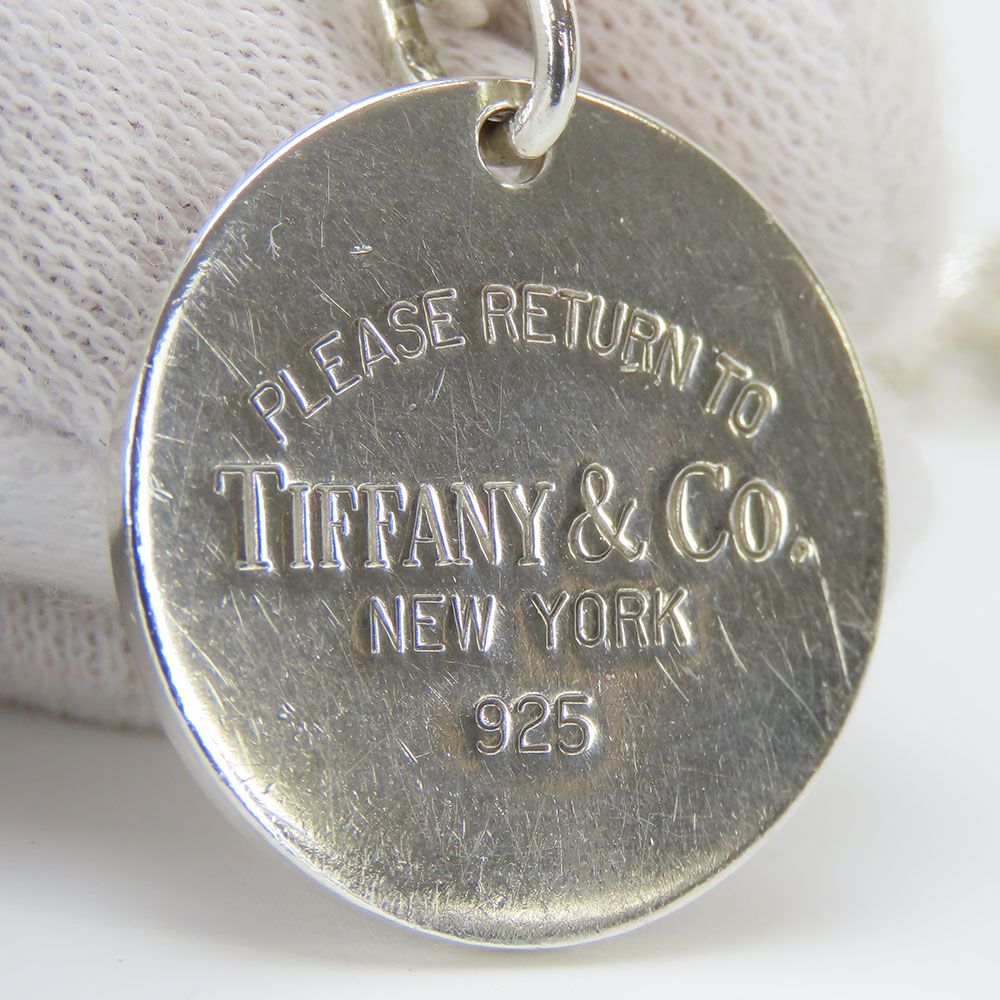 PLEASE RETURN TO
TIFFANY & CO.
NEW YORK
925